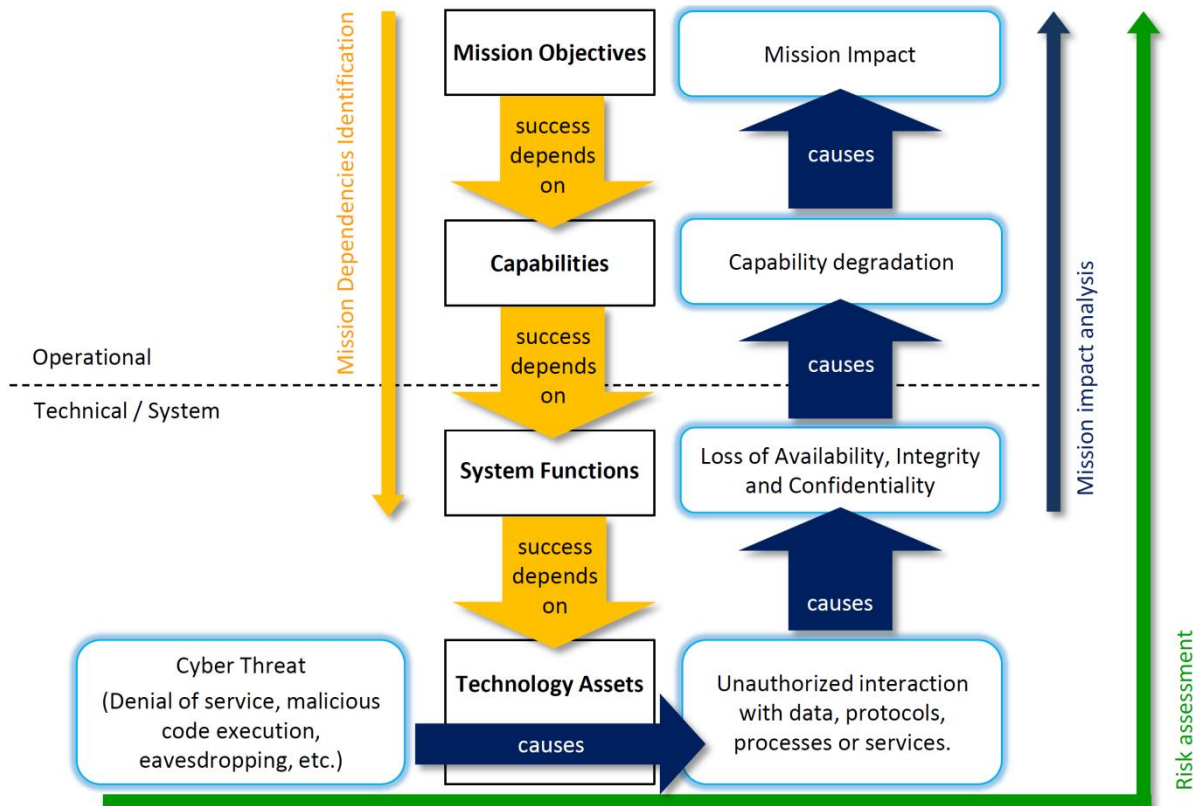 Mission Objectives
Mission Impact
Mission Dependencies Identification
success
depends
on
causes
Capabilities
Capability degradation
Operational
success
depends
on
causes
Mission impact analysis
Technical / System
System Functions
Loss of Availability, Integrity
and Confidentiality
success
depends
on
causes
Cyber Threat
(Denial of service, malicious
code execution,
eavesdropping, etc.)
Technology Assets
causes
Unauthorized interaction
with data, protocols,
processes or services.
Risk assessment